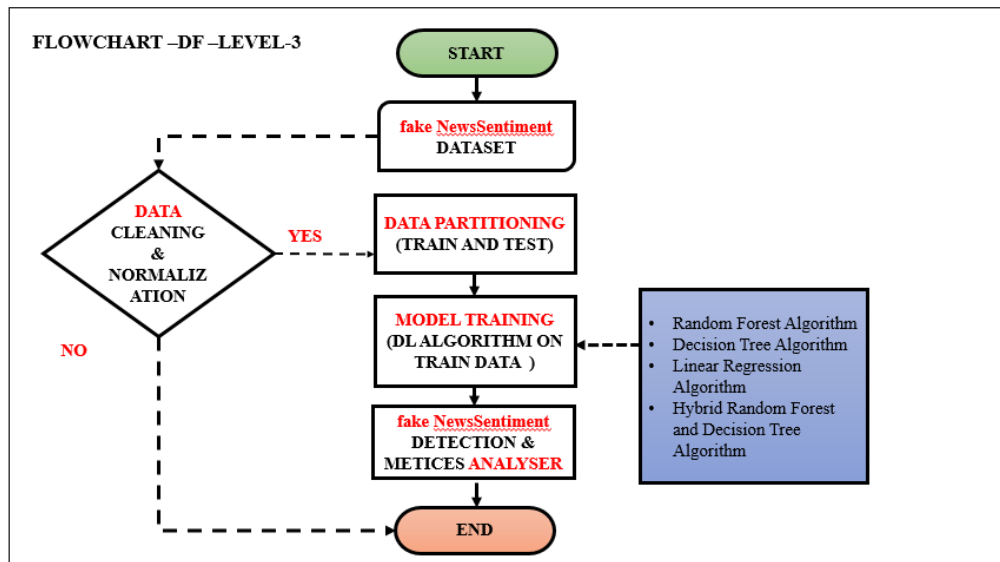 FLOWCHART –DF –LEVEL-3
START
fake NewsSentiment
DATASET
DATA
CLEANING
&
NORMALIZ
ATION
YES
NO
DATA PARTITIONING
(TRAIN AND TEST)
MODEL TRAINING
(DL ALGORITHM ON
TRAIN DATA )
• Random Forest Algorithm
• Decision Tree Algorithm
• Linear Regression
Algorithm
• Hybrid Random Forest
and Decision Tree
Algorithm
fake NewsSentiment
DETECTION &
METICES ANALYSER
END